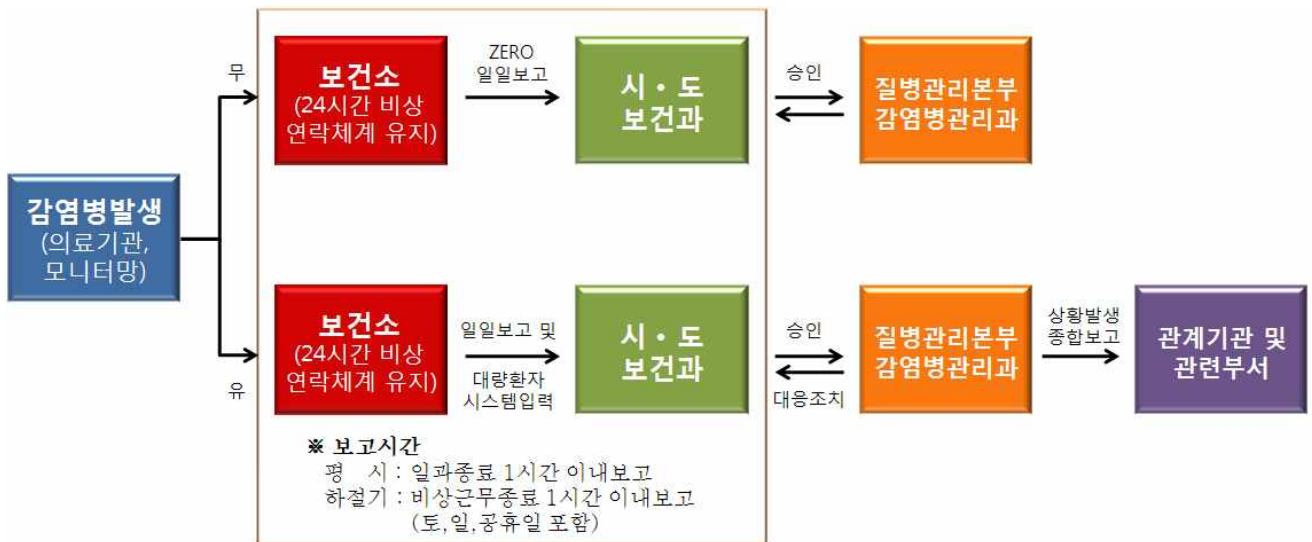 감염병발생
(의료기관,
모니터망)
무
보건소
(24시간 비상
연락체계 유지)
ZERO
일일보고
시・도
보건과
승인
질병관리본부
감염병관리과
유
보건소
(24시간 비상
연락체계 유지)
일일보고 및
대량환자
시스템입력
시・도
보건과
승인
대응조치
질병관리본부
감염병관리과
상황발생
종합보고
관계기관 및
관련부서
※ 보고시간
평 시 : 일과종료 1시간 이내보고
하절기 : 비상근무종료 1시간 이내보고
(토,일,공휴일 포함)